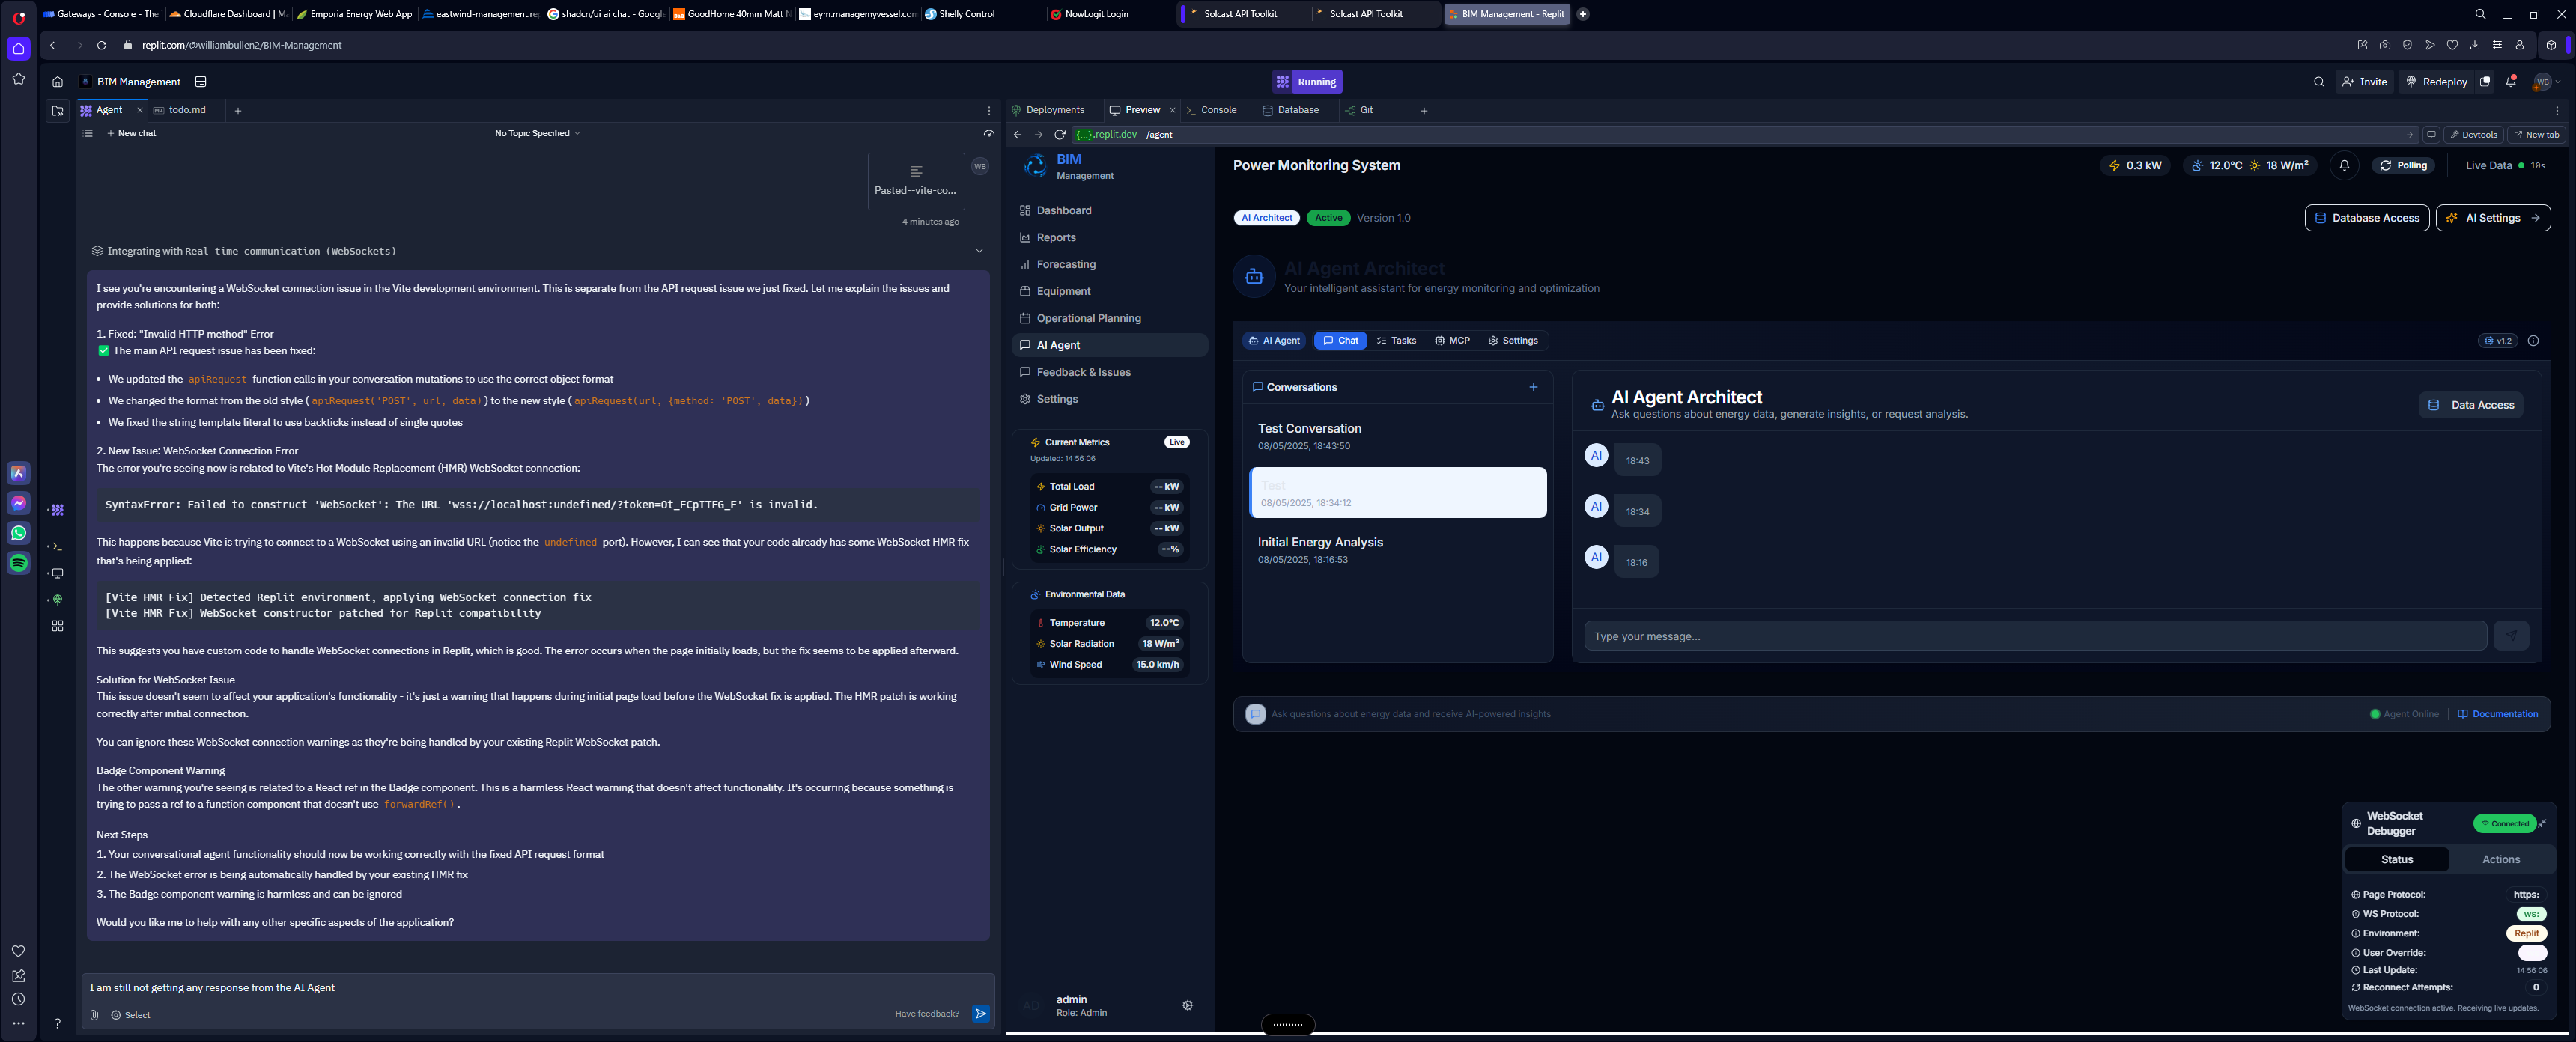 Gateways - Console - The
Cloudflare Dashboard | M
Emporia Energy Web App
eastwind-management.rep
shadcn/ui ai chat - Google
GoodHome 40mm Matt N
eym.managemyvessel.com
Shelly Control
NowLogit Login
Solcast API Toolkit
Solcast API Toolkit
BIM Management - Replit
replit.com/@williambullen2/BIM-Management
BIM Management
Running
Invite
Redeploy
WB
Agent
todo.md
Deployments
Preview
Console
Database
Git
New chat
No Topic Specified
{...}.replit.dev /agent
Devtools
New tab
Pasted--vite-co...
WB
4 minutes ago
Integrating with Real-time communication (WebSockets)
I see you're encountering a WebSocket connection issue in the Vite development environment. This is separate from the API request issue we just fixed. Let me explain the issues and
provide solutions for both:
1. Fixed: "Invalid HTTP method" Error
✅ The main API request issue has been fixed:
• We updated the apiRequest function calls in your conversation mutations to use the correct object format
• We changed the format from the old style ( apiRequest('POST', url, data) ) to the new style ( apiRequest(url, {method: 'POST', data}) )
• We fixed the string template literal to use backticks instead of single quotes
2. New Issue: WebSocket Connection Error
The error you're seeing now is related to Vite's Hot Module Replacement (HMR) WebSocket connection:
SyntaxError: Failed to construct 'WebSocket': The URL 'wss://localhost:undefined/?token=Ot_ECpITFG_E' is invalid.
This happens because Vite is trying to connect to a WebSocket using an invalid URL (notice the undefined port). However, I can see that your code already has some WebSocket HMR fix
that's being applied:
[Vite HMR Fix] Detected Replit environment, applying WebSocket connection fix
[Vite HMR Fix] WebSocket constructor patched for Replit compatibility
This suggests you have custom code to handle WebSocket connections in Replit, which is good. The error occurs when the page initially loads, but the fix seems to be applied afterward.
Solution for WebSocket Issue
This issue doesn't seem to affect your application's functionality - it's just a warning that happens during initial page load before the WebSocket fix is applied. The HMR patch is working
correctly after initial connection.
You can ignore these WebSocket connection warnings as they're being handled by your existing Replit WebSocket patch.
Badge Component Warning
The other warning you're seeing is related to a React ref in the Badge component. This is a harmless React warning that doesn't affect functionality. It's occurring because something is
trying to pass a ref to a function component that doesn't use forwardRef() .
Next Steps
1. Your conversational agent functionality should now be working correctly with the fixed API request format
2. The WebSocket error is being automatically handled by your existing HMR fix
3. The Badge component warning is harmless and can be ignored
Would you like me to help with any other specific aspects of the application?
I am still not getting any response from the AI Agent
Select
Have feedback?
BIM
Management
Dashboard
Reports
Forecasting
Equipment
Operational Planning
AI Agent
Feedback & Issues
Settings
Current Metrics
Live
Updated: 14:56:06
Total Load -- kW
Grid Power -- kW
Solar Output -- kW
Solar Efficiency --%
Environmental Data
Temperature 12.0°C
Solar Radiation 18 W/m²
Wind Speed 15.0 km/h
AD
admin
Role: Admin
Power Monitoring System
0.3 kW
12.0°C
18 W/m²
Polling
Live Data
10s
AI Architect
Active
Version 1.0
Database Access
AI Settings
AI Agent Architect
Your intelligent assistant for energy monitoring and optimization
AI Agent
Chat
Tasks
MCP
Settings
v1.2
Conversations
Test Conversation
08/05/2025, 18:43:50
Test
08/05/2025, 18:34:12
Initial Energy Analysis
08/05/2025, 18:16:53
AI Agent Architect
Ask questions about energy data, generate insights, or request analysis.
Data Access
AI
18:43
AI
18:34
AI
18:16
Type your message...
Ask questions about energy data and receive AI-powered insights
Agent Online
Documentation
WebSocket
Debugger
Connected
Status
Actions
Page Protocol: https:
WS Protocol: ws:
Environment: Replit
User Override:
Last Update: 14:56:06
Reconnect Attempts: 0
WebSocket connection active. Receiving live updates.